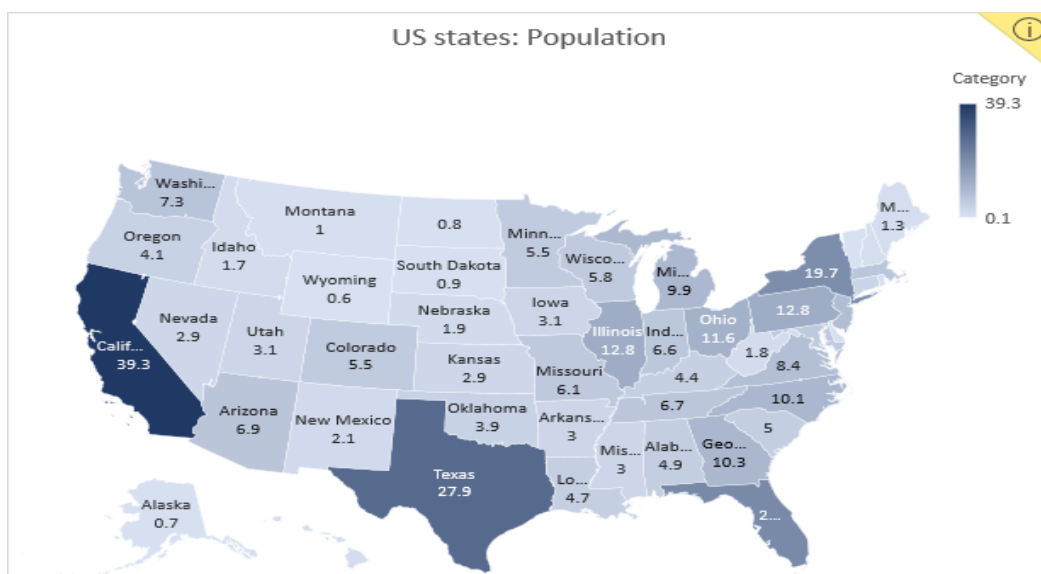 US states: Population
i
Category
39.3
0.1
Washi...
7.3
Montana
1
0.8
Minn...
5.5
M...
1.3
Oregon
4.1
Idaho
1.7
South Dakota
0.9
Wisco...
5.8
Mi...
9.9
19.7
Wyoming
0.6
Nebraska
1.9
Iowa
3.1
Nevada
2.9
Utah
3.1
Colorado
5.5
Kansas
2.9
Illinois
12.8
Ind...
6.6
Ohio
11.6
12.8
1.8
8.4
Calif...
39.3
Missouri
6.1
4.4
Arizona
6.9
New Mexico
2.1
Oklahoma
3.9
Arkans...
3
6.7
10.1
5
Texas
27.9
Lo...
4.7
Mis...
3
Alab...
4.9
Geo...
10.3
2...
Alaska
0.7